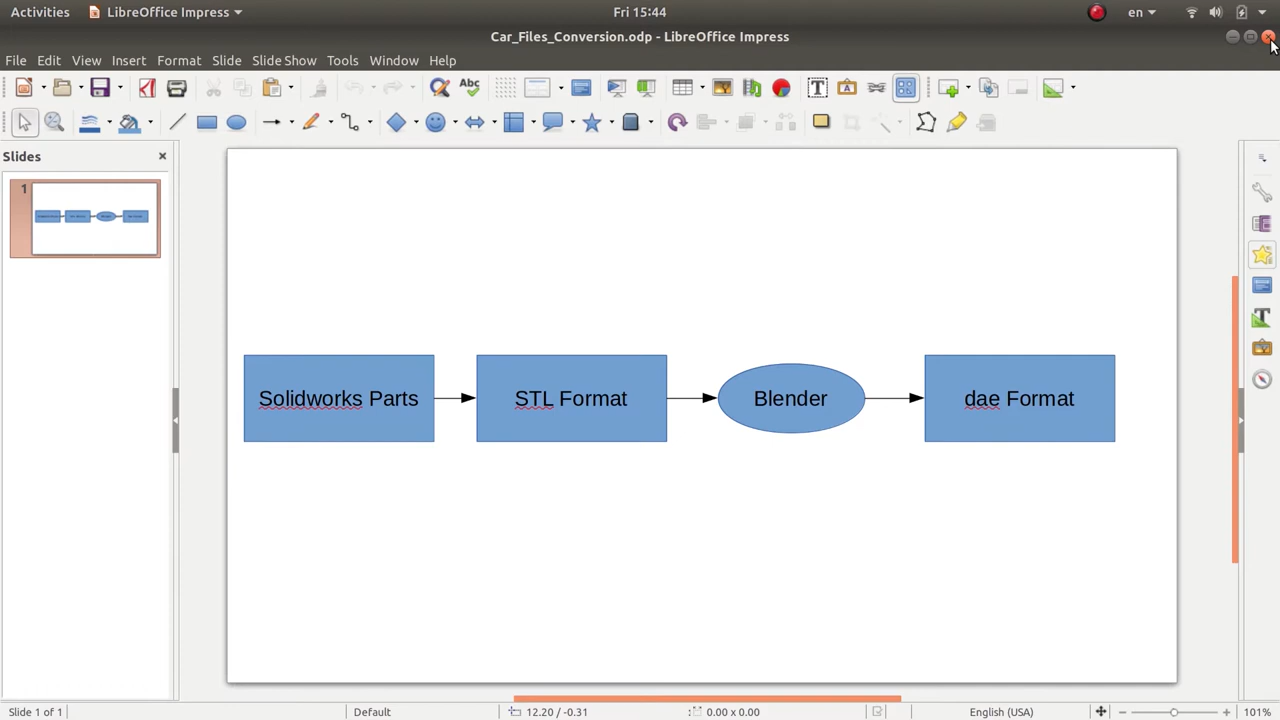 Activities LibreOffice Impress Fri 15:44 en
Car_Files_Conversion.odp - LibreOffice Impress
File Edit View Insert Format Slide Slide Show Tools Window Help
Slides
1
Solidworks Parts
STL Format
Blender
dae Format
Slide 1 of 1 Default 12.20 / -0.31 0.00 x 0.00 English (USA) 101%